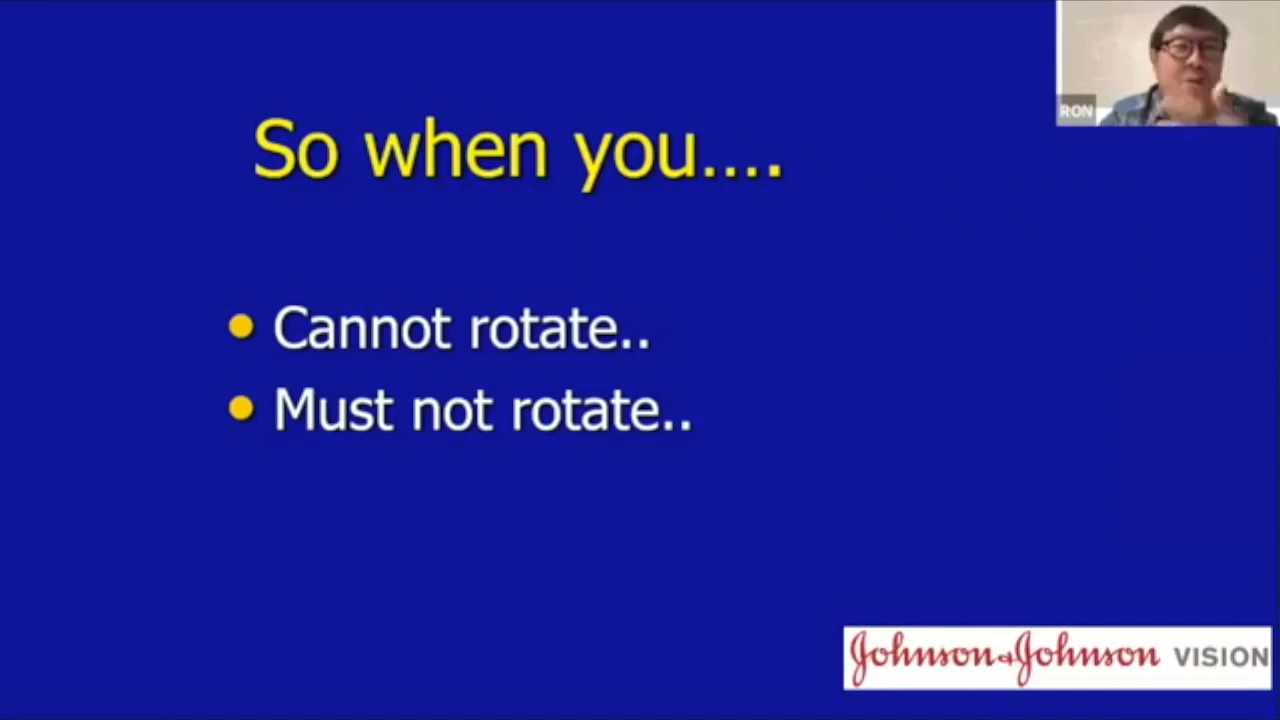 RON
So when you....
• Cannot rotate..
• Must not rotate..
Johnson & Johnson VISION